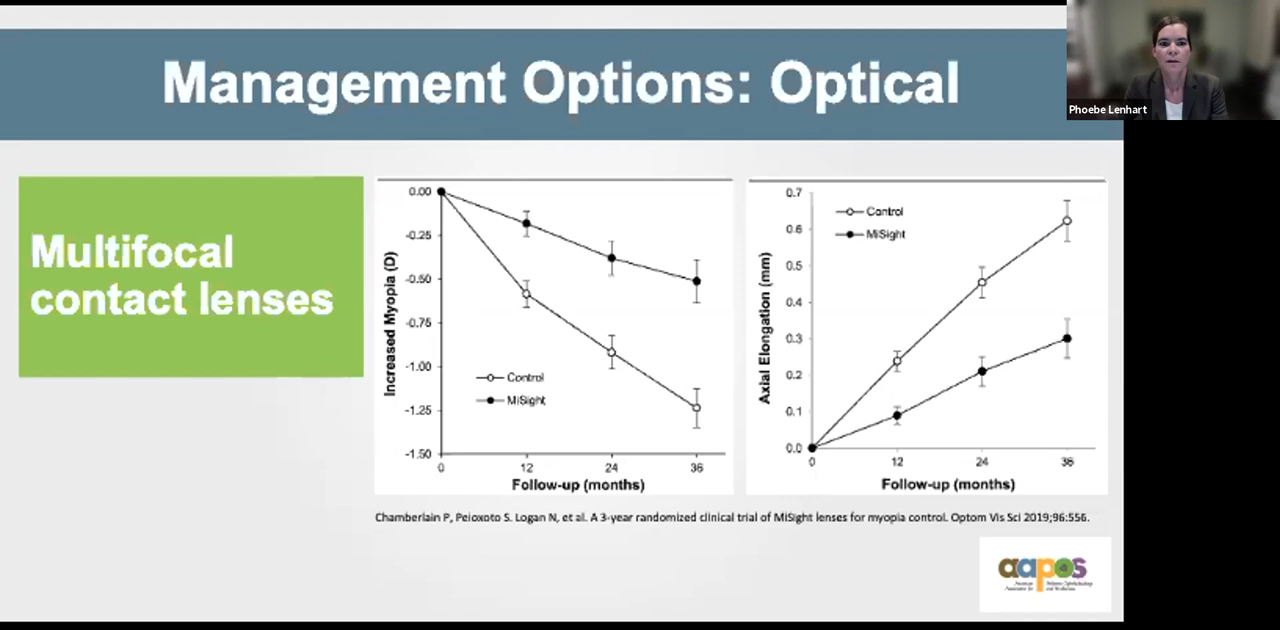 Management Options: Optical
Phoebe Lenhart
Multifocal
contact lenses
0.00
-0.25
-0.50
-0.75
-1.00
-1.25
-1.50
Increased Myopia (D)
Control
MiSight
0
12
24
36
Follow-up (months)
0.7
0.6
0.5
0.4
0.3
0.2
0.1
0.0
Axial Elongation (mm)
Control
MiSight
0
12
24
36
Follow-up (months)
Chamberlain P, Peioxoto S. Logan N, et al. A 3-year randomized clinical trial of MiSight lenses for myopia control. Optom Vis Sci 2019;96:556.
aapos